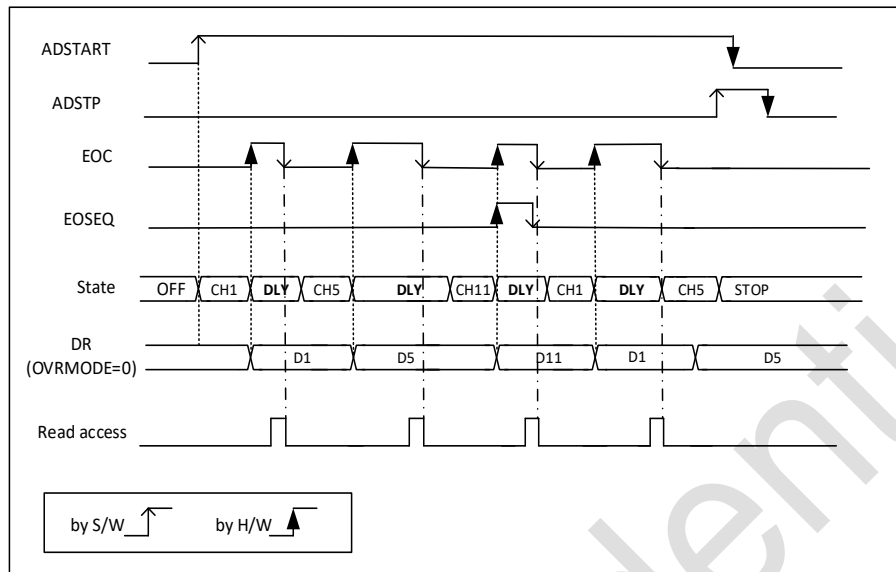 ADSTART
ADSTP
EOC
EOSEQ
State OFF CH1 DLY CH5 DLY CH11 DLY CH1 DLY CH5 STOP
DR
(OVRMODE=0) D1 D5 D11 D1 D5
Read access
by S/W by H/W